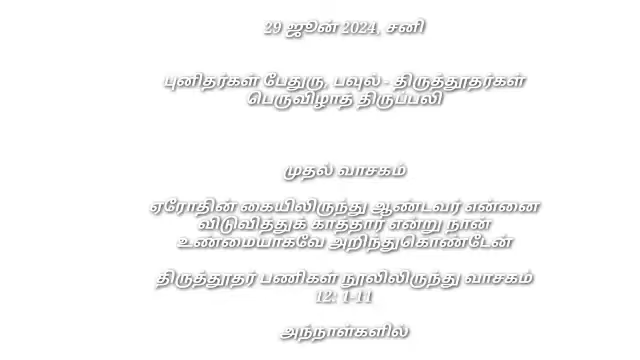 29 ஜூன் 2024, சனி
புனிதர்கள் பேதுரு, பவுல் - திருத்தூதர்கள்
பெருவிழாத் திருப்பலி
முதல் வாசகம்
ஏரோதின் கையிலிருந்து ஆண்டவர் என்னை
விடுவித்துக் காத்தார் என்று நான்
உண்மையாகவே அறிந்துகொண்டேன்
திருத்தூதர் பணிகள் நூலிலிருந்து வாசகம்
12: 1-11
அந்நாள்களில்